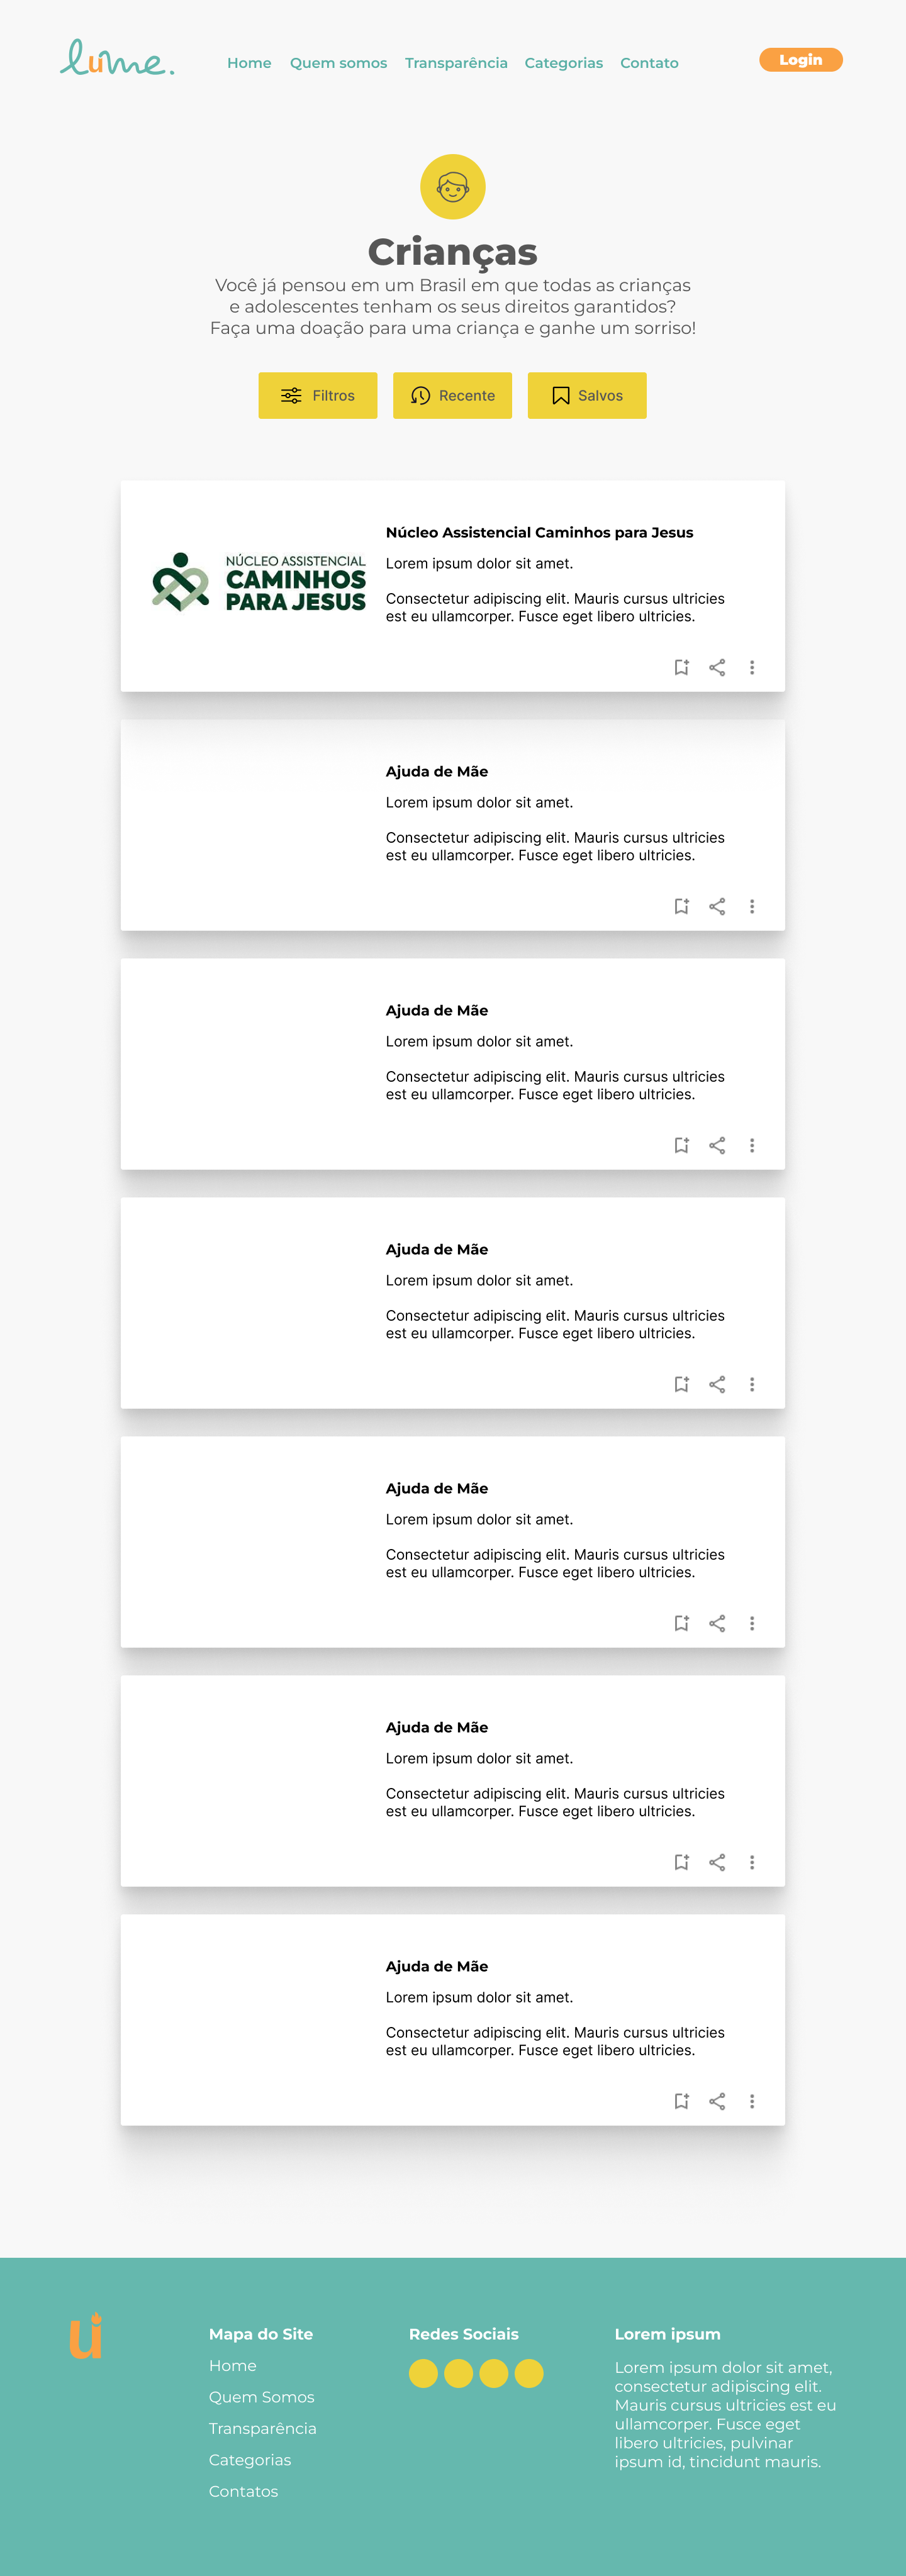 lume.
Home Quem somos Transparência Categorias Contato
Login
Crianças
Você já pensou em um Brasil em que todas as crianças
e adolescentes tenham os seus direitos garantidos?
Faça uma doação para uma criança e ganhe um sorriso!
Filtros Recente Salvos
NÚCLEO ASSISTENCIAL
CAMINHOS
PARA JESUS
Núcleo Assistencial Caminhos para Jesus
Lorem ipsum dolor sit amet.
Consectetur adipiscing elit. Mauris cursus ultricies
est eu ullamcorper. Fusce eget libero ultricies.
Ajuda de Mãe
Lorem ipsum dolor sit amet.
Consectetur adipiscing elit. Mauris cursus ultricies
est eu ullamcorper. Fusce eget libero ultricies.
Ajuda de Mãe
Lorem ipsum dolor sit amet.
Consectetur adipiscing elit. Mauris cursus ultricies
est eu ullamcorper. Fusce eget libero ultricies.
Ajuda de Mãe
Lorem ipsum dolor sit amet.
Consectetur adipiscing elit. Mauris cursus ultricies
est eu ullamcorper. Fusce eget libero ultricies.
Ajuda de Mãe
Lorem ipsum dolor sit amet.
Consectetur adipiscing elit. Mauris cursus ultricies
est eu ullamcorper. Fusce eget libero ultricies.
Ajuda de Mãe
Lorem ipsum dolor sit amet.
Consectetur adipiscing elit. Mauris cursus ultricies
est eu ullamcorper. Fusce eget libero ultricies.
Ajuda de Mãe
Lorem ipsum dolor sit amet.
Consectetur adipiscing elit. Mauris cursus ultricies
est eu ullamcorper. Fusce eget libero ultricies.
u
Mapa do Site
Home
Quem Somos
Transparência
Categorias
Contatos
Redes Sociais
Lorem ipsum
Lorem ipsum dolor sit amet,
consectetur adipiscing elit.
Mauris cursus ultricies est eu
ullamcorper. Fusce eget
libero ultricies, pulvinar
ipsum id, tincidunt mauris.